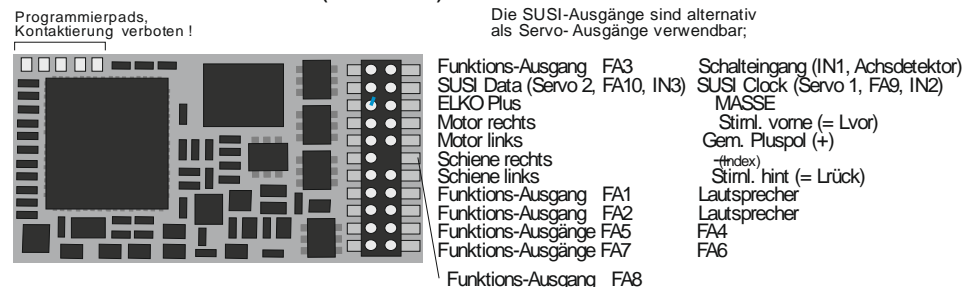 Programmierpads,
Kontaktierung verboten !
Die SUSI-Ausgänge sind alternativ
als Servo- Ausgänge verwendbar;
Funktions-Ausgang FA3 Schalteingang (IN1, Achsdetektor)
SUSI Data (Servo 2, FA10, IN3) SUSI Clock (Servo 1, FA9, IN2)
ELKO Plus MASSE
Motor rechts Stirnl. vorne (= Lvor)
Motor links Gem. Pluspol (+)
Schiene rechts -(Index)
Schiene links Stirnl. hint (= Lrück)
Funktions-Ausgang FA1 Lautsprecher
Funktions-Ausgang FA2 Lautsprecher
Funktions-Ausgänge FA5 FA4
Funktions-Ausgänge FA7 FA6
Funktions-Ausgang FA8